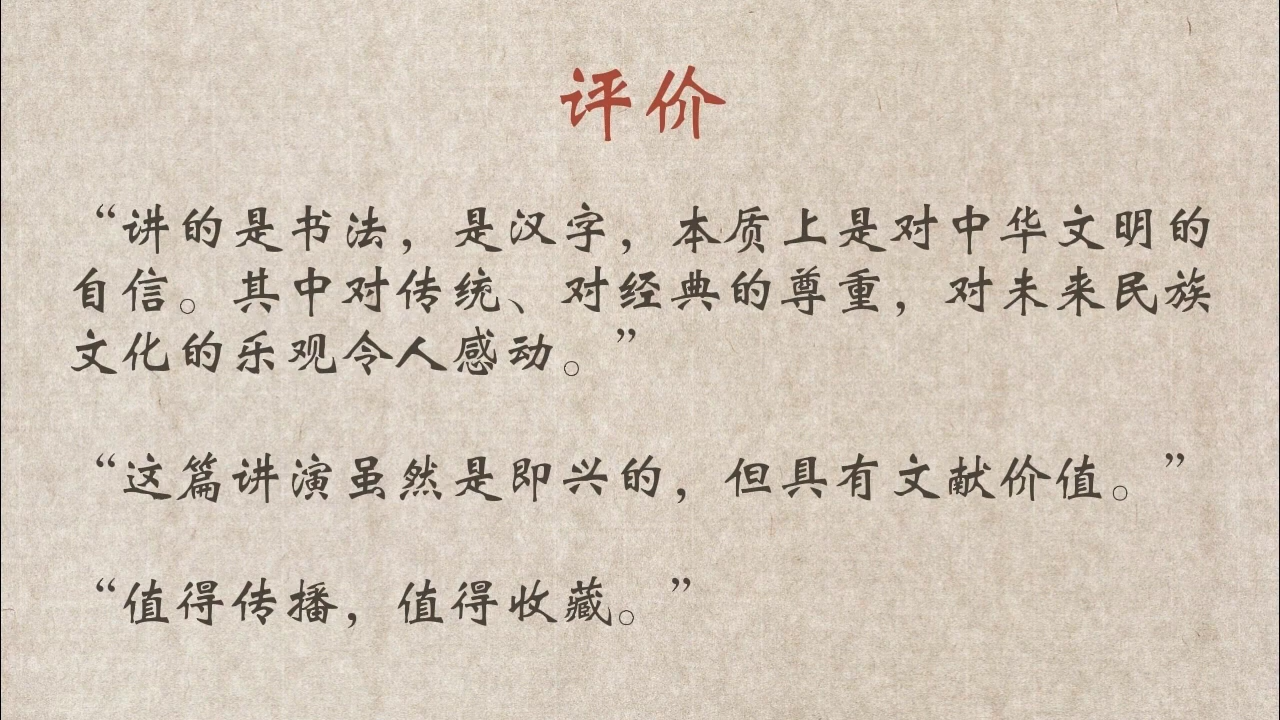 评价
“讲的是书法，是汉字，本质上是对中华文明的
自信。其中对传统、对经典的尊重，对未来民族
文化的乐观令人感动。”
“这篇讲演虽然是即兴的，但具有文献价值。”
“值得传播，值得收藏。”